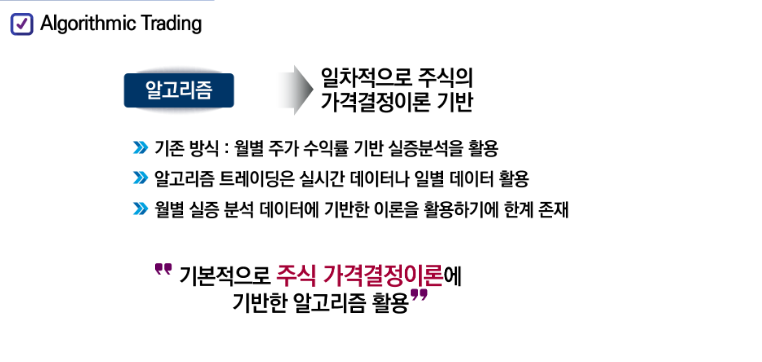 Algorithmic Trading
알고리즘
일차적으로 주식의
가격결정이론 기반
기존 방식 : 월별 주가 수익률 기반 실증분석을 활용
알고리즘 트레이딩은 실시간 데이터나 일별 데이터 활용
월별 실증 분석 데이터에 기반한 이론을 활용하기에 한계 존재
❞ 기본적으로 주식 가격결정이론에
기반한 알고리즘 활용 ❞